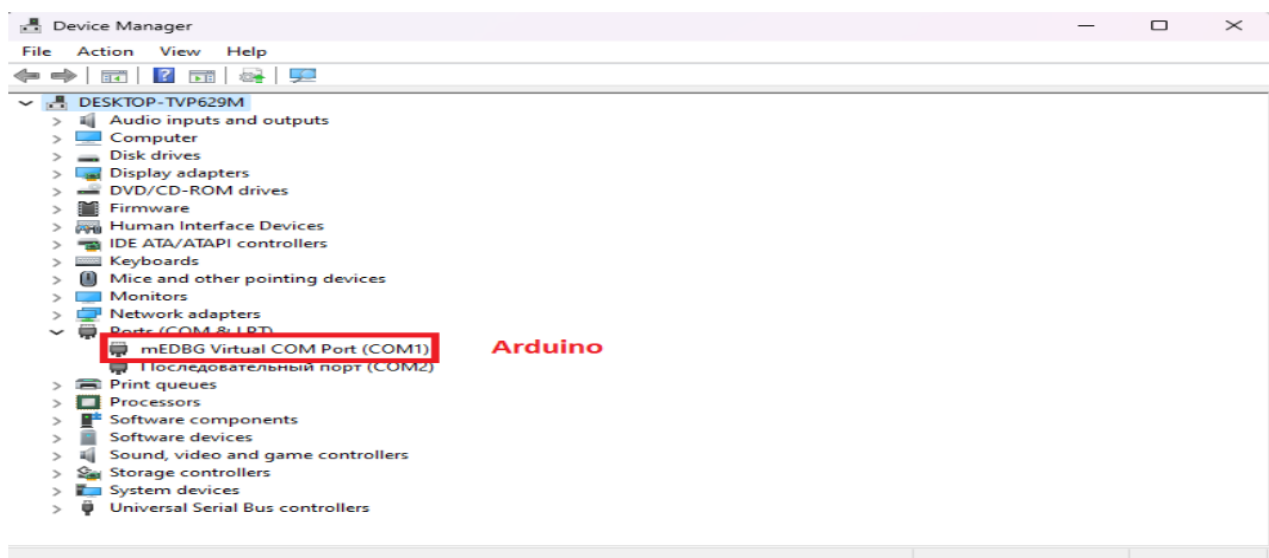 Device Manager
File Action View Help
DESKTOP-TVP629M
Audio inputs and outputs
Computer
Disk drives
Display adapters
DVD/CD-ROM drives
Firmware
Human Interface Devices
IDE ATA/ATAPI controllers
Keyboards
Mice and other pointing devices
Monitors
Network adapters
Ports (COM & LPT)
mEDBG Virtual COM Port (COM1) Arduino
Последовательный порт (COM2)
Print queues
Processors
Software components
Software devices
Sound, video and game controllers
Storage controllers
System devices
Universal Serial Bus controllers